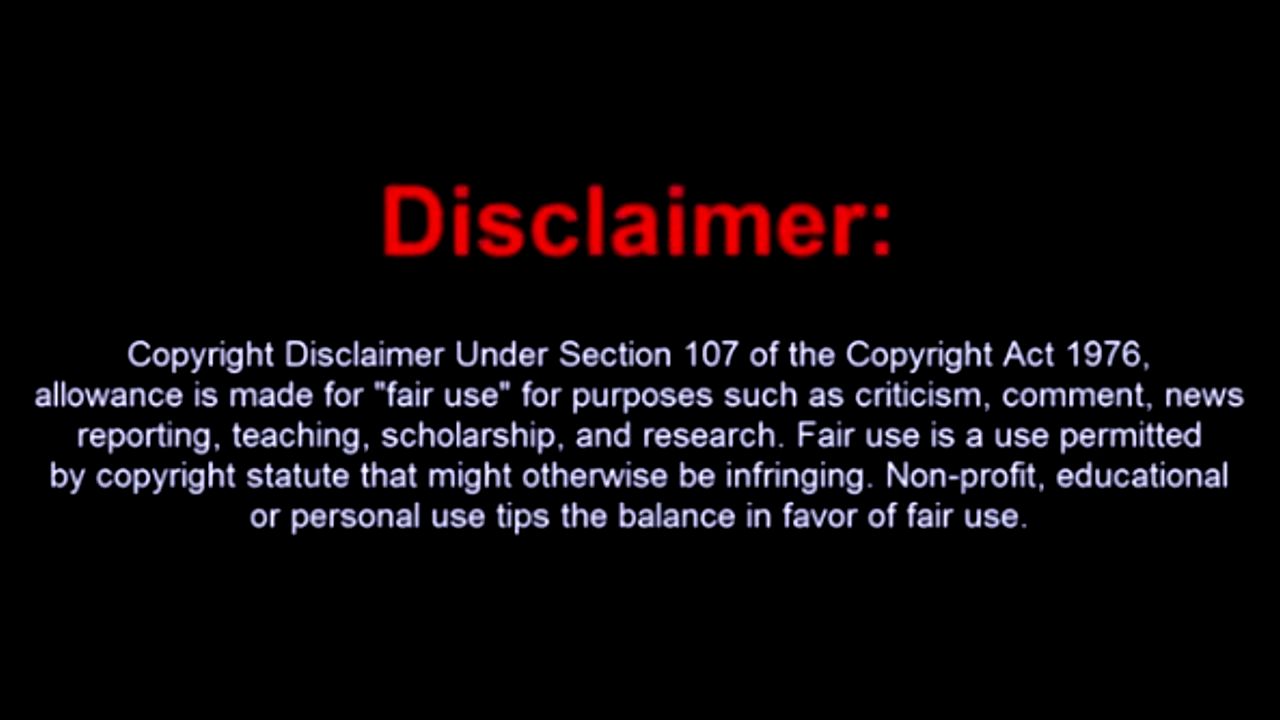 Disclaimer:
Copyright Disclaimer Under Section 107 of the Copyright Act 1976,
allowance is made for "fair use" for purposes such as criticism, comment, news
reporting, teaching, scholarship, and research. Fair use is a use permitted
by copyright statute that might otherwise be infringing. Non-profit, educational
or personal use tips the balance in favor of fair use.